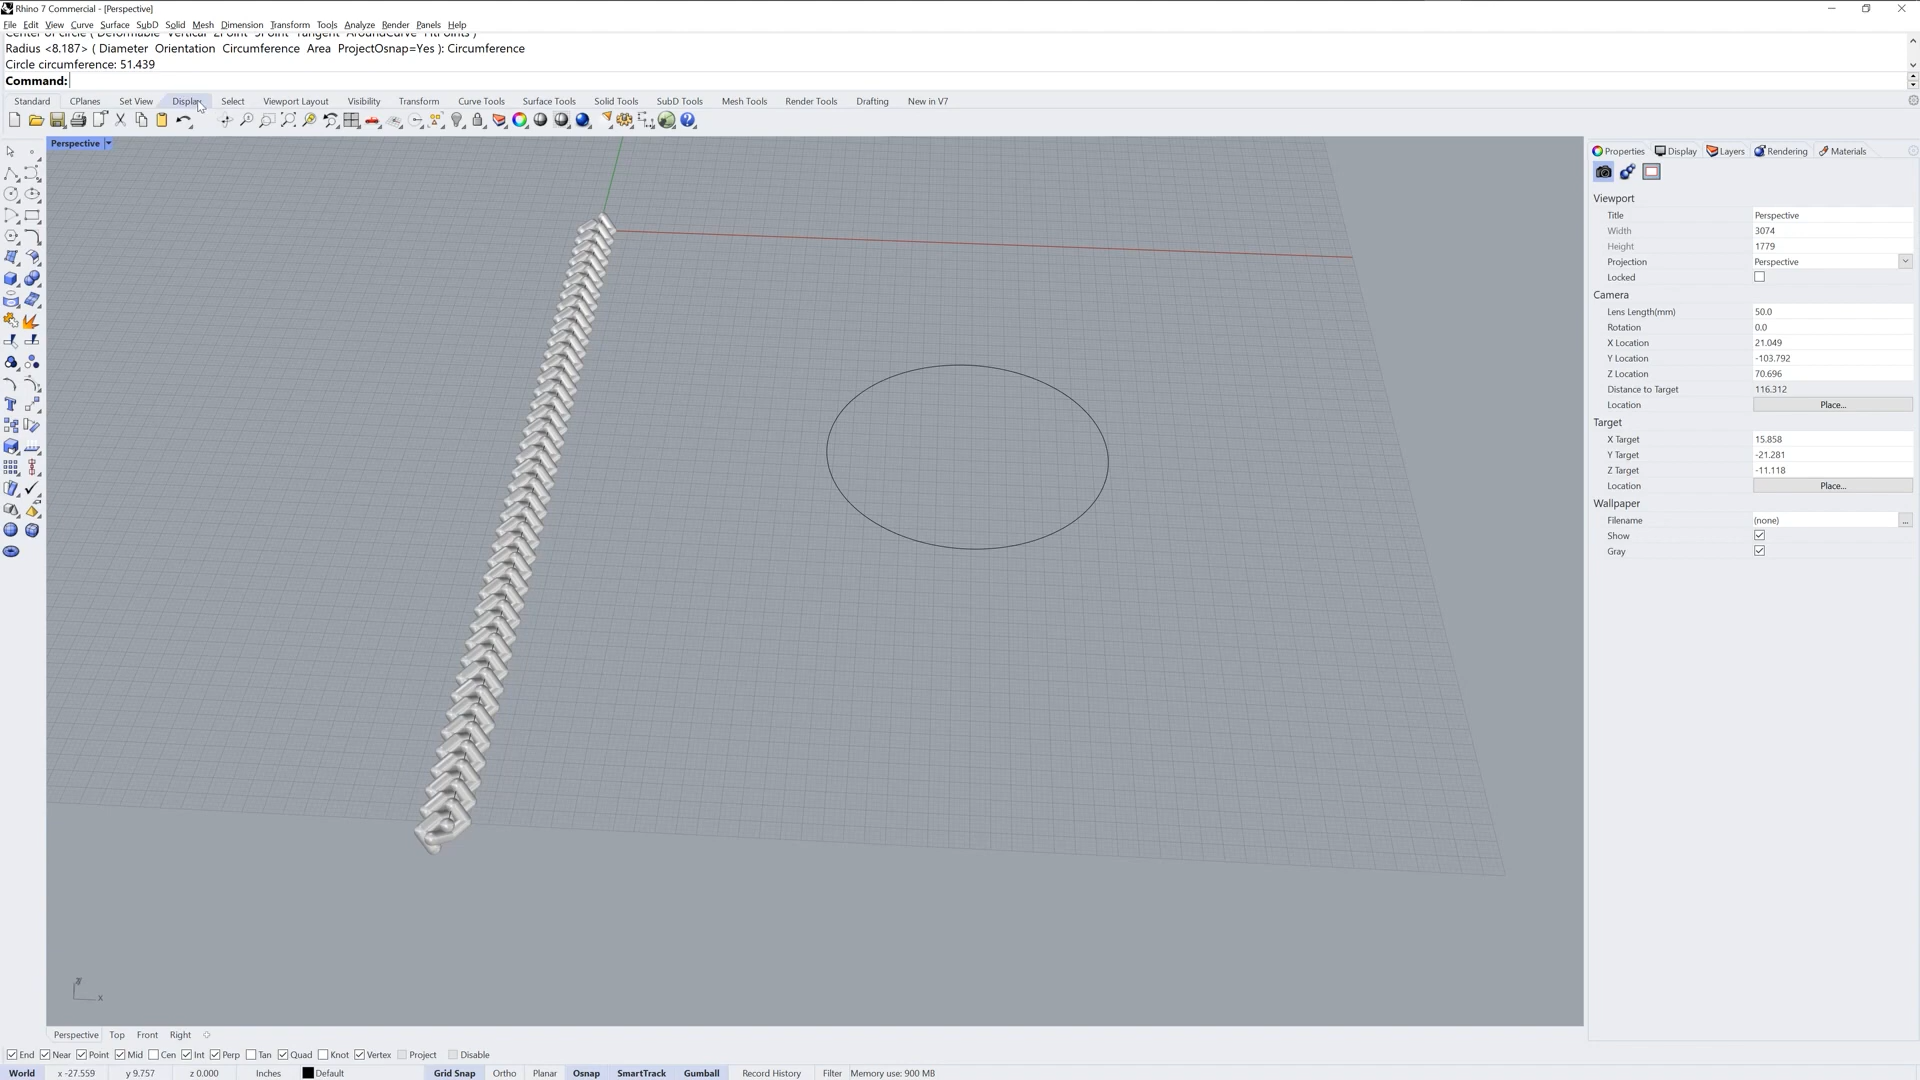 Rhino 7 Commercial - [Perspective]
File Edit View Curve Surface SubD Solid Mesh Dimension Transform Tools Analyze Render Panels Help
Radius <8.187> ( Diameter Orientation Circumference Area ProjectOsnap=Yes ): Circumference
Circle circumference: 51.439
Command:
Standard CPlanes Set View Display Select Viewport Layout Visibility Transform Curve Tools Surface Tools Solid Tools SubD Tools Mesh Tools Render Tools Drafting New in V7
Perspective
Properties Display Layers Rendering Materials
Viewport
Title Perspective
Width 3074
Height 1779
Projection Perspective
Locked
Camera
Lens Length(mm) 50.0
Rotation 0.0
X Location 21.049
Y Location -103.792
Z Location 70.696
Distance to Target 116.312
Location Place...
Target
X Target 15.858
Y Target -21.281
Z Target -11.118
Location Place...
Wallpaper
Filename (none) ...
Show
Gray
x
Perspective Top Front Right
End Near Point Mid Cen Int Perp Tan Quad Knot Vertex Project Disable
World x -27.559 y 9.757 z 0.000 Inches Default Grid Snap Ortho Planar Osnap SmartTrack Gumball Record History Filter Memory use: 900 MB